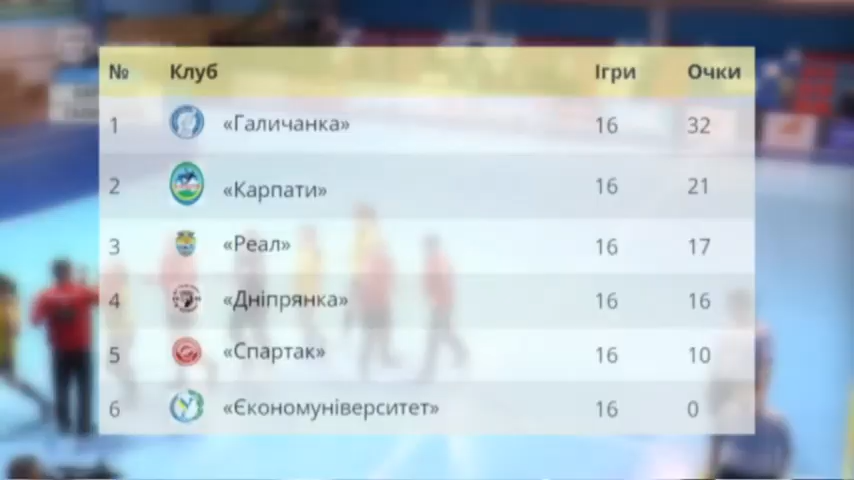 № Клуб Ігри Очки
1 «Галичанка» 16 32
2 «Карпати» 16 21
3 «Реал» 16 17
4 «Дніпрянка» 16 16
5 «Спартак» 16 10
6 «Єкономуніверситет» 16 0